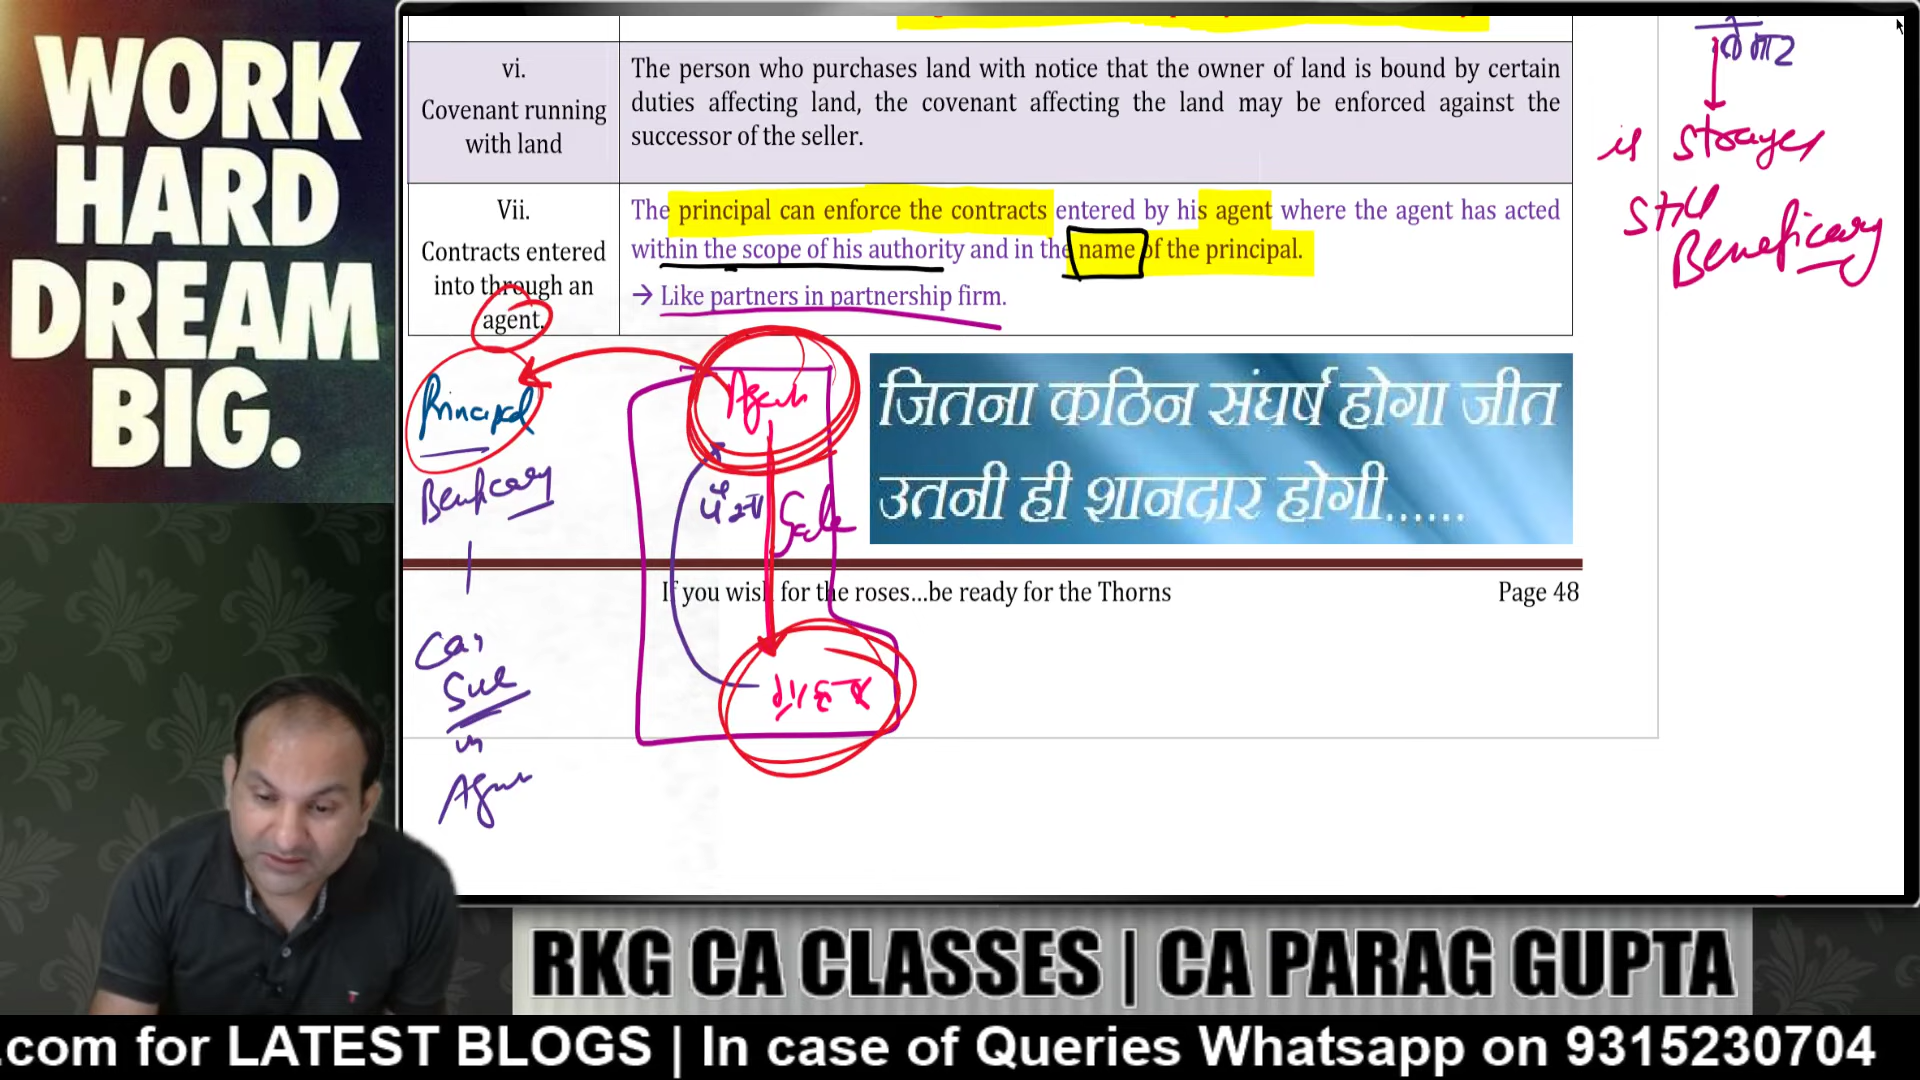 WORK
HARD
DREAM
BIG.
vi.
Covenant running
with land
The person who purchases land with notice that the owner of land is bound by certain
duties affecting land, the covenant affecting the land may be enforced against the
successor of the seller.
Vii.
Contracts entered
into through an
agent.
The principal can enforce the contracts entered by his agent where the agent has acted
within the scope of his authority and in the name of the principal.
→ Like partners in partnership firm.
is Stranger
Still
Beneficary
Principal
Beneficary
Can
Sue
in
Agent
Sale
ग्राहक
जितना कठिन संघर्ष होगा जीत
उतनी ही शानदार होगी......
If you wish for the roses...be ready for the Thorns
Page 48
RKG CA CLASSES | CA PARAG GUPTA
.com for LATEST BLOGS | In case of Queries Whatsapp on 9315230704